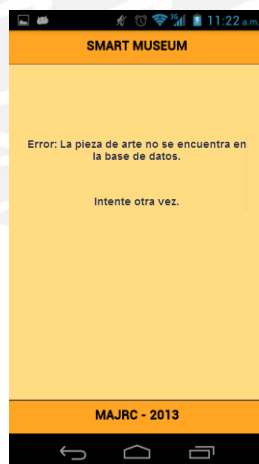 3G 11:22 a.m.
SMART MUSEUM
Error: La pieza de arte no se encuentra en
la base de datos.
Intente otra vez.
MAJRC - 2013